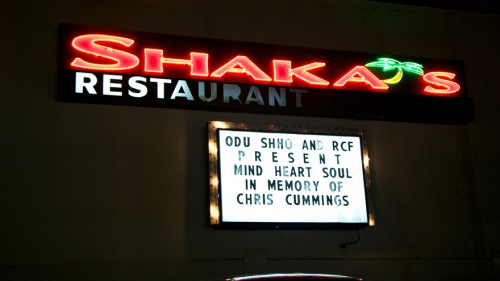 SHAKA'S
RESTAURANT
ODU SHHO AND RCF
PRESENT
MIND HEART SOUL
IN MEMORY OF
CHRIS CUMMINGS